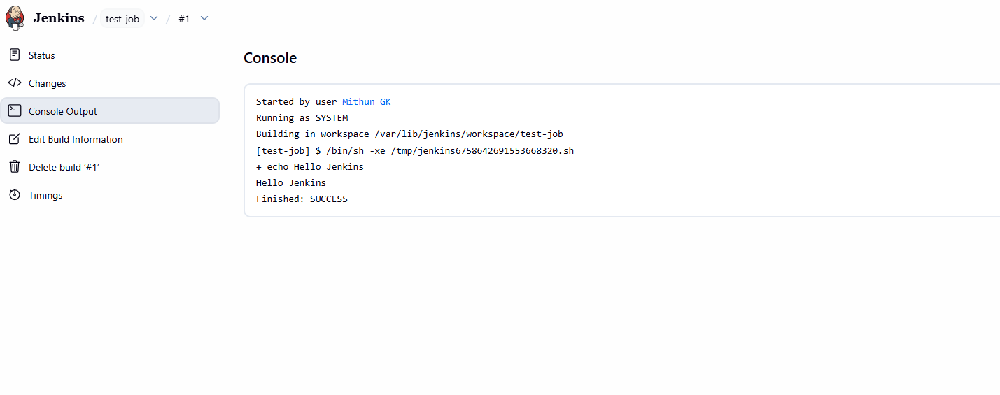 Jenkins / test-job / #1
Status
Changes
Console Output
Edit Build Information
Delete build ‘#1’
Timings
Console
Started by user Mithun GK
Running as SYSTEM
Building in workspace /var/lib/jenkins/workspace/test-job
[test-job] $ /bin/sh -xe /tmp/jenkins6758642691553668320.sh
+ echo Hello Jenkins
Hello Jenkins
Finished: SUCCESS